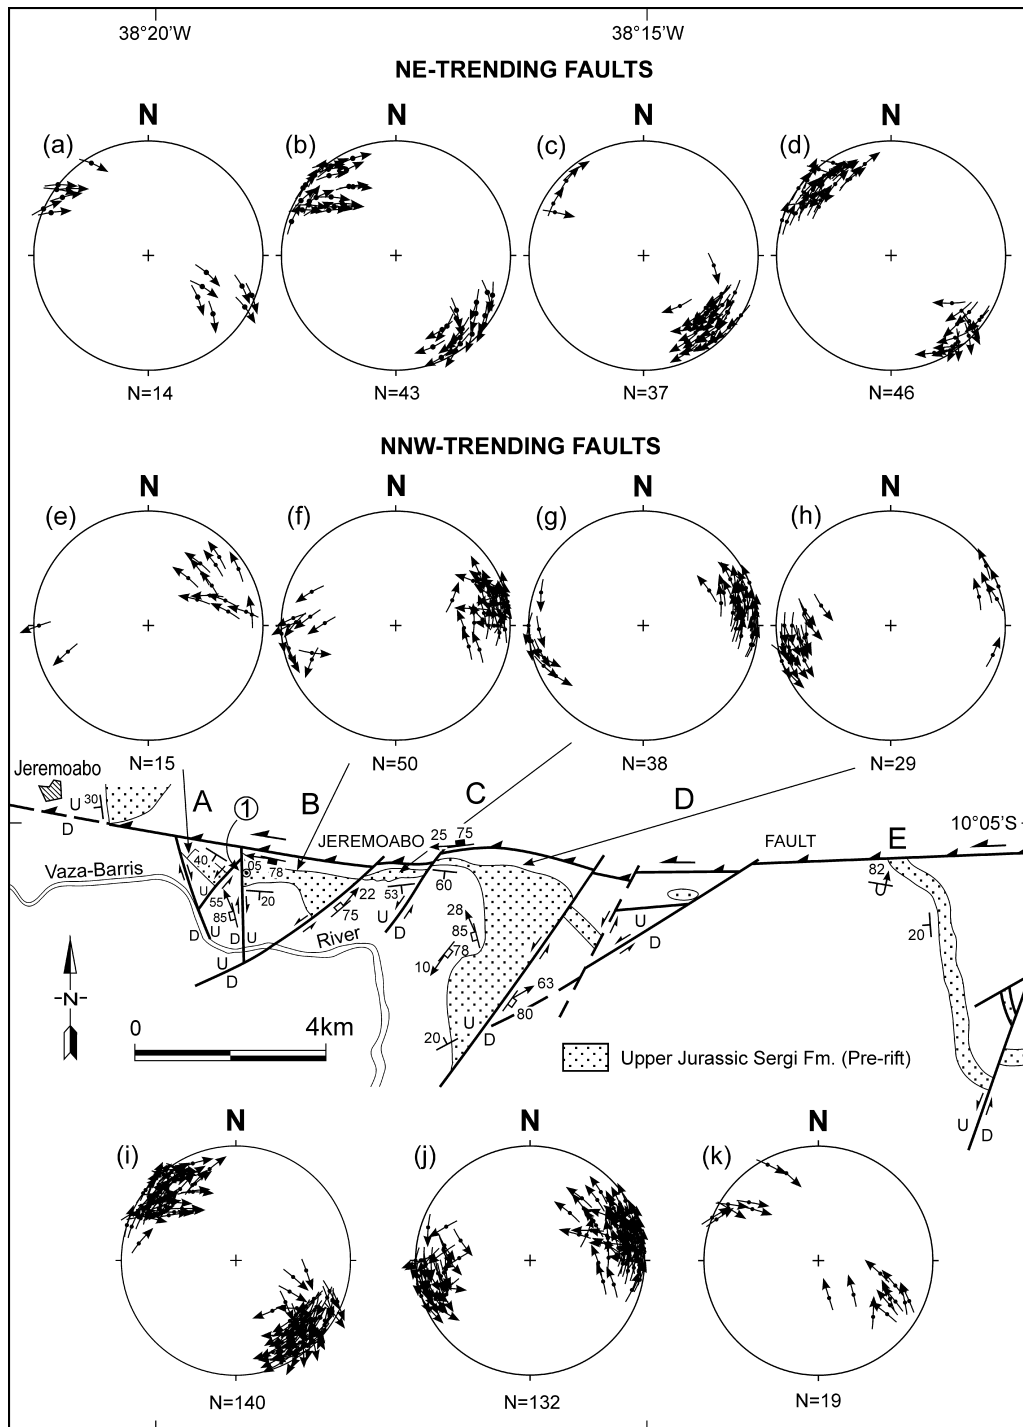 38°20'W 38°15'W
NE-TRENDING FAULTS
N N N N
(a) (b) (c) (d)
N=14 N=43 N=37 N=46
NNW-TRENDING FAULTS
N N N N
(e) (f) (g) (h)
N=15 N=50 N=38 N=29
Jeremoabo
U 30
D
A 1 B C D E
JEREMOABO 25 75 FAULT 10°05'S
40 05 78
Vaza-Barris
U 55 85 20 22 75 53 60 82 U
D U D U River U D 28 85 78 U D
U D 10 63 80 20
20 U D
-N-
0 4km
Upper Jurassic Sergi Fm. (Pre-rift)
U D
N N N
(i) (j) (k)
N=140 N=132 N=19